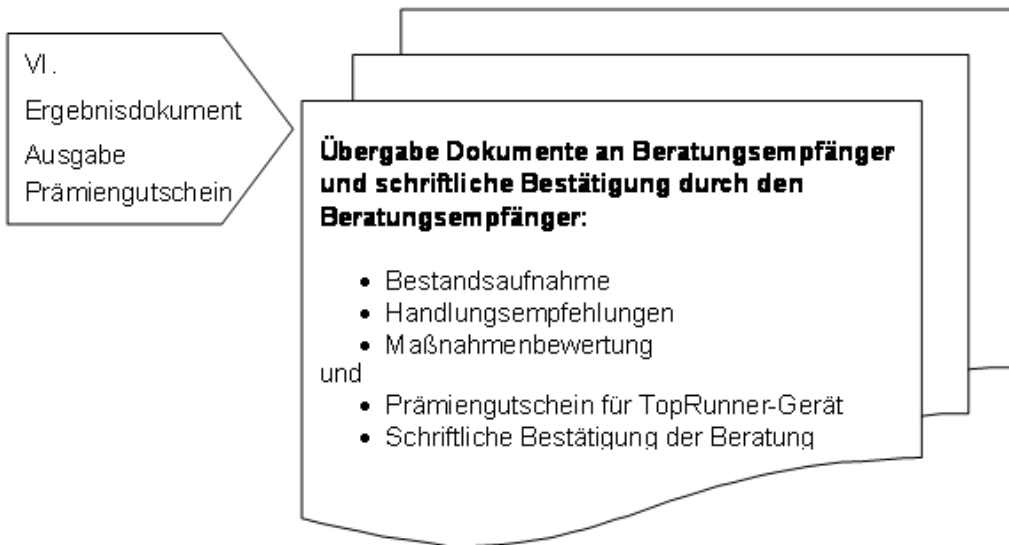 VI.
Ergebnisdokument
Ausgabe
Prämiengutschein
Übergabe Dokumente an Beratungsempfänger
und schriftliche Bestätigung durch den
Beratungsempfänger:
• Bestandsaufnahme
• Handlungsempfehlungen
• Maßnahmenbewertung
und
• Prämiengutschein für TopRunner-Gerät
• Schriftliche Bestätigung der Beratung